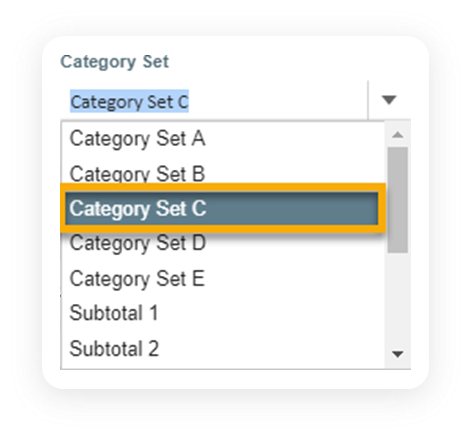 Category Set
Category Set C
Category Set A
Category Set B
Category Set C
Category Set D
Category Set E
Subtotal 1
Subtotal 2